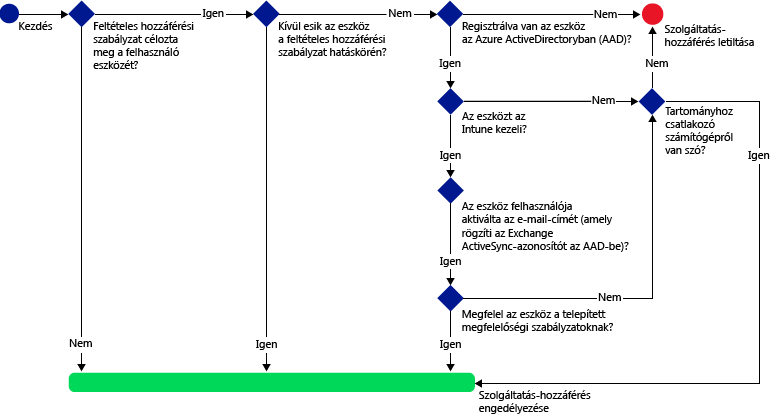 Kezdés
Feltételes hozzáférési
szabályzat célozta
meg a felhasználó
eszközét?
Igen
Kívül esik az eszköz
a feltételes hozzáférési
szabályzat hatáskörén?
Nem
Regisztrálva van az eszköz
az Azure ActiveDirectoryban (AAD)?
Nem
Szolgáltatás-
hozzáférés letiltása
Igen
Nem
Az eszközt az
Intune kezeli?
Nem
Tartományhoz
csatlakozó
számítógépről
van szó?
Igen
Igen
Az eszköz felhasználója
aktiválta az e-mail-címét (amely
rögzíti az Exchange
ActiveSync-azonosítót az AAD-be)?
Igen
Nem
Megfelel az eszköz a telepített
megfelelőségi szabályzatoknak?
Nem
Igen
Igen
Szolgáltatás-hozzáférés
engedélyezése